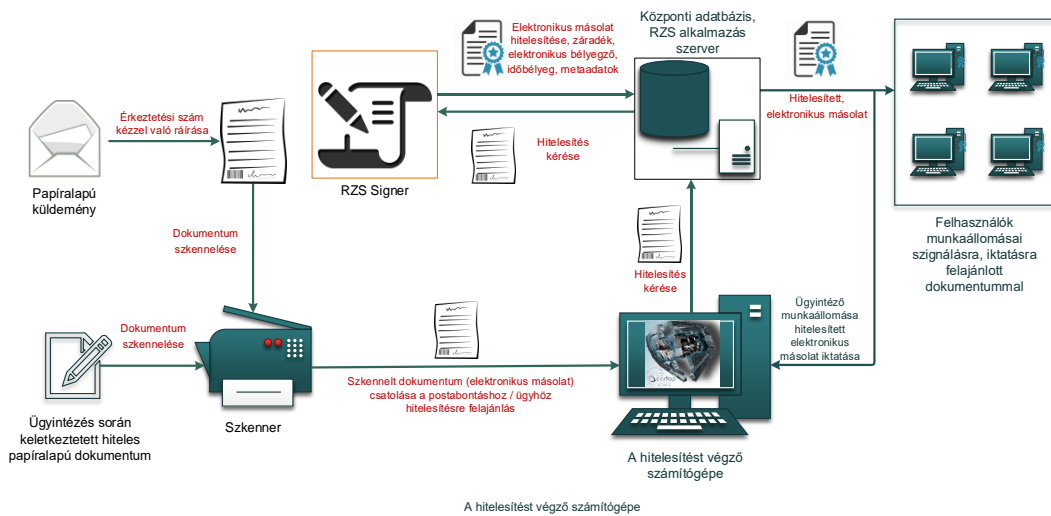 Elektronikus másolat
hitelesítése, záradék,
elektronikus bélyegző,
időbélyeg, metaadatok
Központi adatbázis,
RZS alkalmazás
szerver
Érkeztetési szám
kézzel való ráírása
Papíralapú
küldemény
RZS Signer
Hitelesítés
kérése
Hitelesített,
elektronikus másolat
Felhasználók
munkaállomásai
szignálásra, iktatásra
felajánlott
dokumentummal
Dokumentum
szkennelése
Hitelesítés
kérése
Ügyintéző
munkaállomása
hitelesített
elektronikus
másolat iktatása
Dokumentum
szkennelése
Szkennelt dokumentum (elektronikus másolat)
csatolása a postabontáshoz / ügyhöz
hitelesítésre felajánlás
Ügyintézés során
keletkeztetett hiteles
papíralapú dokumentum
Szkenner
A hitelesítést végző
számítógépe
A hitelesítést végző számítógépe